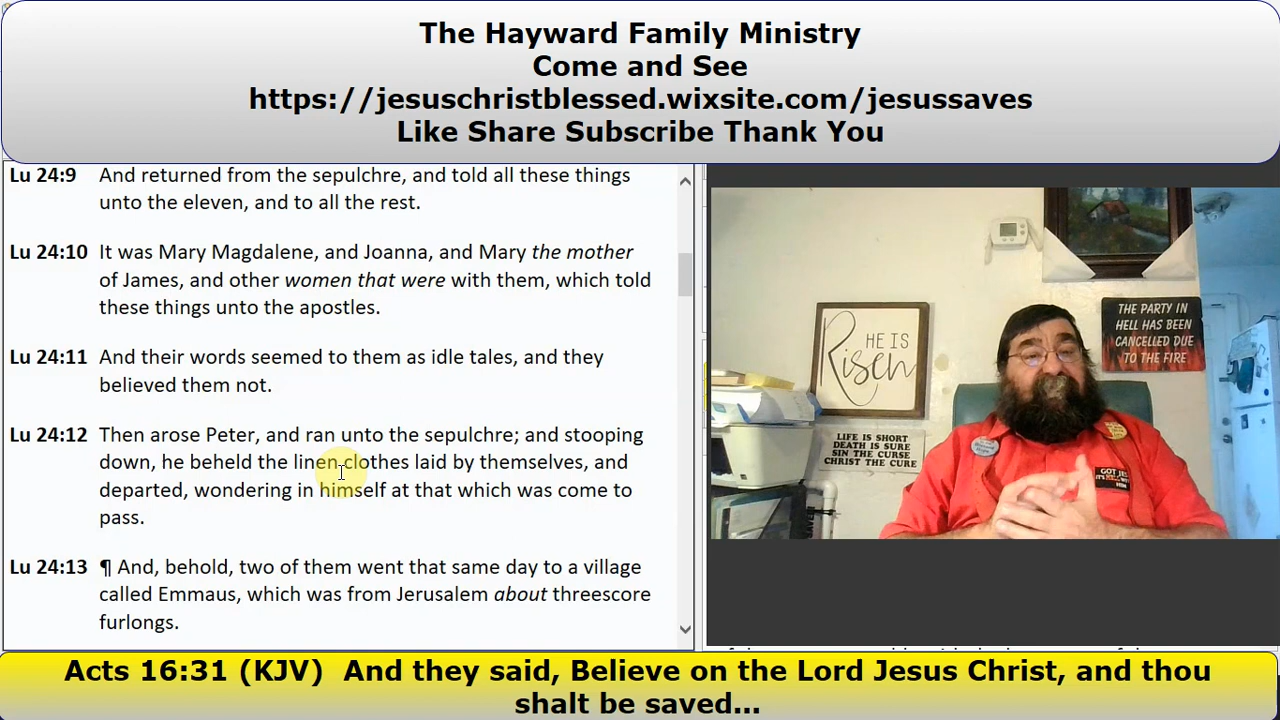 The Hayward Family Ministry
Come and See
https://jesuschristblessed.wixsite.com/jesussaves
Like Share Subscribe Thank You
Lu 24:9 And returned from the sepulchre, and told all these things
unto the eleven, and to all the rest.
Lu 24:10 It was Mary Magdalene, and Joanna, and Mary the mother
of James, and other women that were with them, which told
these things unto the apostles.
Lu 24:11 And their words seemed to them as idle tales, and they
believed them not.
Lu 24:12 Then arose Peter, and ran unto the sepulchre; and stooping
down, he beheld the linen clothes laid by themselves, and
departed, wondering in himself at that which was come to
pass.
Lu 24:13 ¶ And, behold, two of them went that same day to a village
called Emmaus, which was from Jerusalem about threescore
furlongs.
HE IS
Risen
THE PARTY IN
HELL HAS BEEN
CANCELLED DUE
TO THE FIRE
LIFE IS SHORT
DEATH IS SURE
SIN THE CURSE
CHRIST THE CURE
GOT JES
SAVED
Acts 16:31 (KJV) And they said, Believe on the Lord Jesus Christ, and thou
shalt be saved...